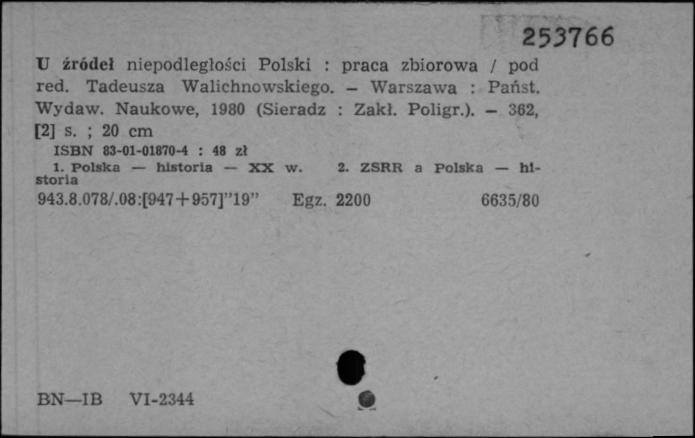 253766
U źródeł niepodległości Polski : praca zbiorowa / pod
red. Tadeusza Walichnowskiego. — Warszawa : Państ.
Wydaw. Naukowe, 1980 (Sieradz : Zakł. Poligr.). — 362,
[2] s. ; 20 cm
ISBN 83-01-01870-4 : 48 zł
1. Polska — historia — XX w. 2. ZSRR a Polska — hi-
storia
943.8.078/.08:[947+957]”19” Egz. 2200 6635/80
BN—IB VI-2344